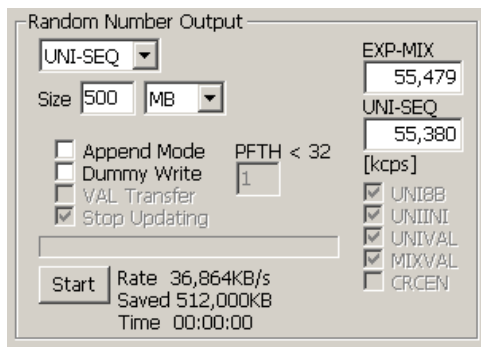 Random Number Output
UNI-SEQ
Size 500 MB
Append Mode
Dummy Write
VAL Transfer
Stop Updating
PFTH < 32
1
Start
Rate 36,864KB/s
Saved 512,000KB
Time 00:00:00
EXP-MIX
55,479
UNI-SEQ
55,380
[kcps]
UNI8B
UNIINI
UNIVAL
MIXVAL
CRCEN